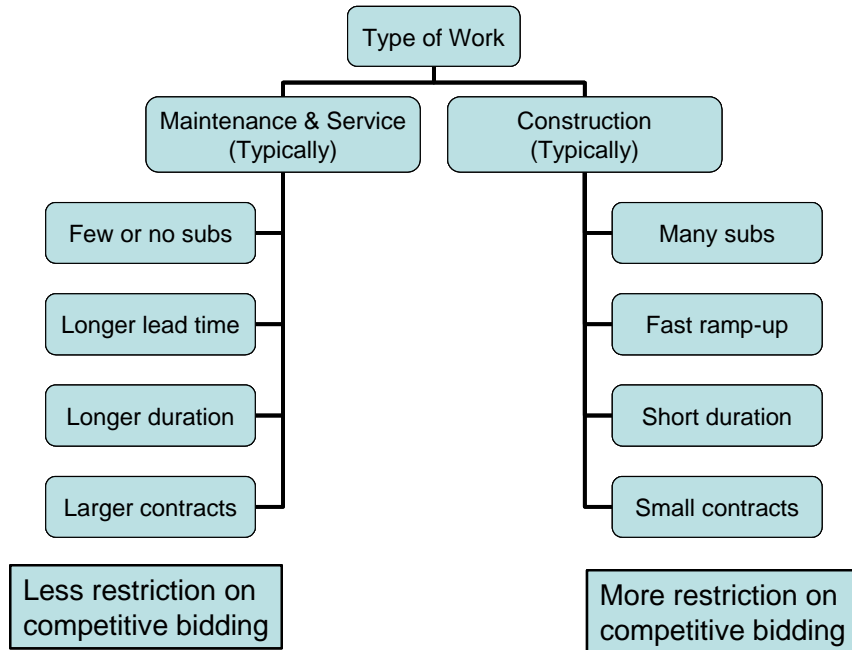 Type of Work
Maintenance & Service
(Typically)
Construction
(Typically)
Few or no subs
Many subs
Longer lead time
Fast ramp-up
Longer duration
Short duration
Larger contracts
Small contracts
Less restriction on
competitive bidding
More restriction on
competitive bidding